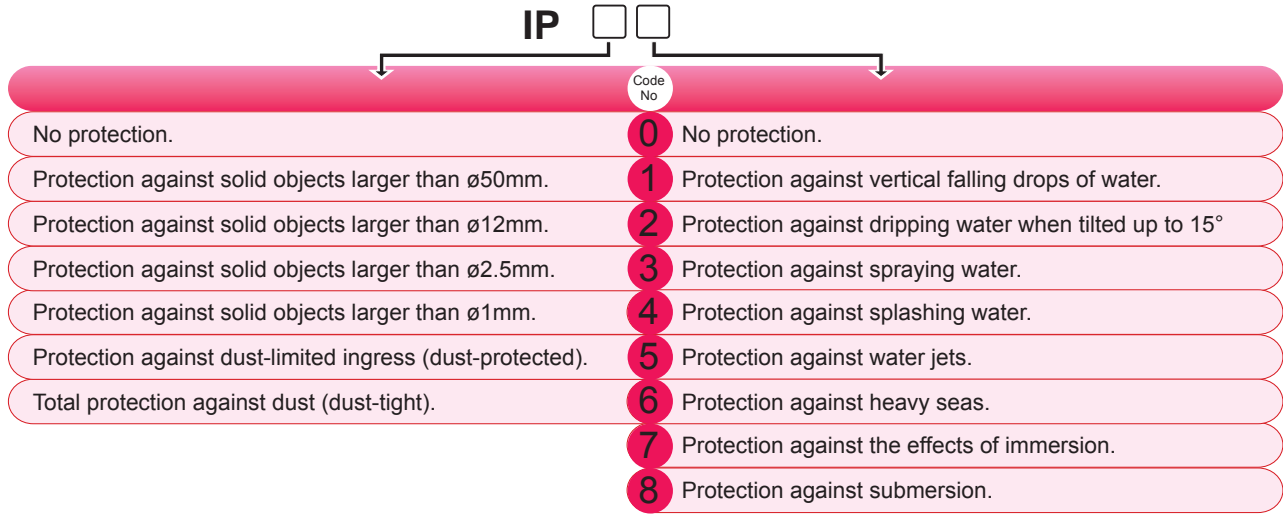 IP
Code
No
No protection. 0 No protection.
Protection against solid objects larger than ø50mm. 1 Protection against vertical falling drops of water.
Protection against solid objects larger than ø12mm. 2 Protection against dripping water when tilted up to 15°
Protection against solid objects larger than ø2.5mm. 3 Protection against spraying water.
Protection against solid objects larger than ø1mm. 4 Protection against splashing water.
Protection against dust-limited ingress (dust-protected). 5 Protection against water jets.
Total protection against dust (dust-tight). 6 Protection against heavy seas.
7 Protection against the effects of immersion.
8 Protection against submersion.